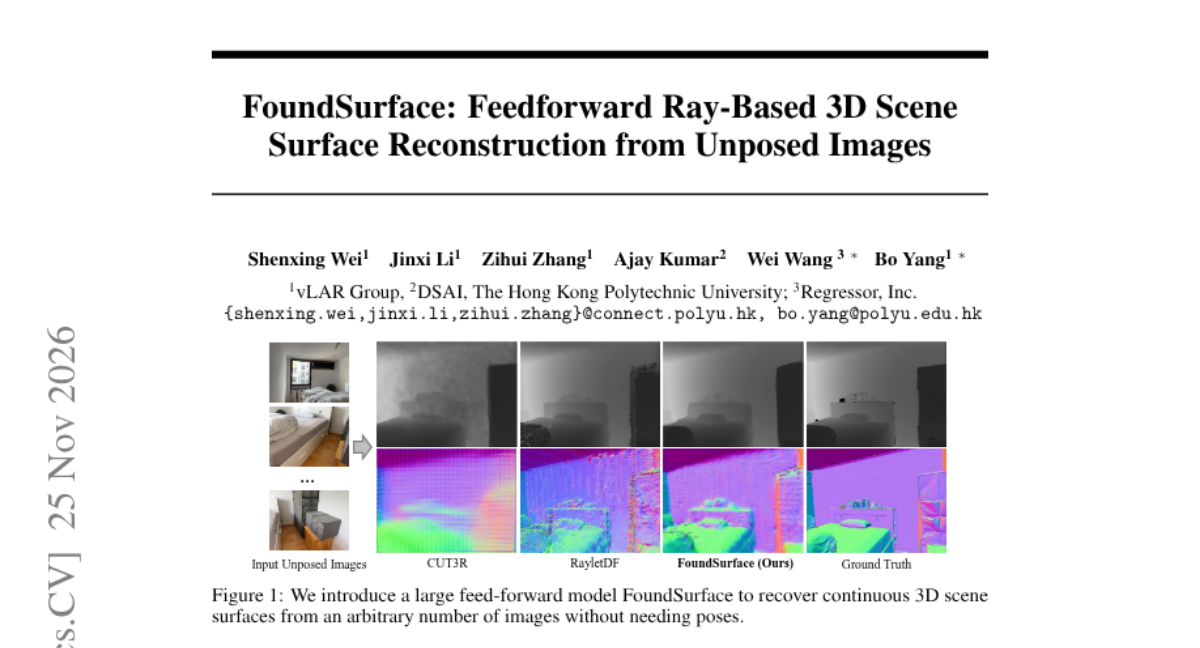 FoundSurface: Feedforward Ray-Based 3D Scene
Surface Reconstruction from Unposed Images
Shenxing Wei¹ Jinxi Li¹ Zihui Zhang¹ Ajay Kumar² Wei Wang ³ * Bo Yang¹ *
¹vLAR Group, ²DSAI, The Hong Kong Polytechnic University; ³Regressor, Inc.
{shenxing.wei,jinxi.li,zihui.zhang}@connect.polyu.hk, bo.yang@polyu.edu.hk
...
Input Unposed Images CUT3R RayletDF FoundSurface (Ours) Ground Truth
Figure 1: We introduce a large feed-forward model FoundSurface to recover continuous 3D scene
surfaces from an arbitrary number of images without needing poses.
cs.CV] 25 Nov 2026